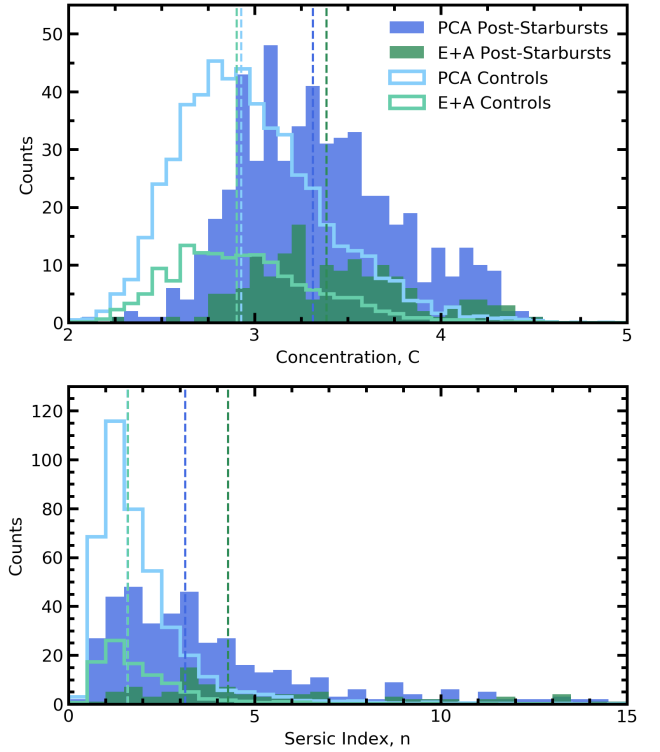 50
40
30
20
10
0
Counts
PCA Post-Starbursts
E+A Post-Starbursts
PCA Controls
E+A Controls
2 3 4 5
Concentration, C
120
100
80
60
40
20
0
Counts
0 5 10 15
Sersic Index, n